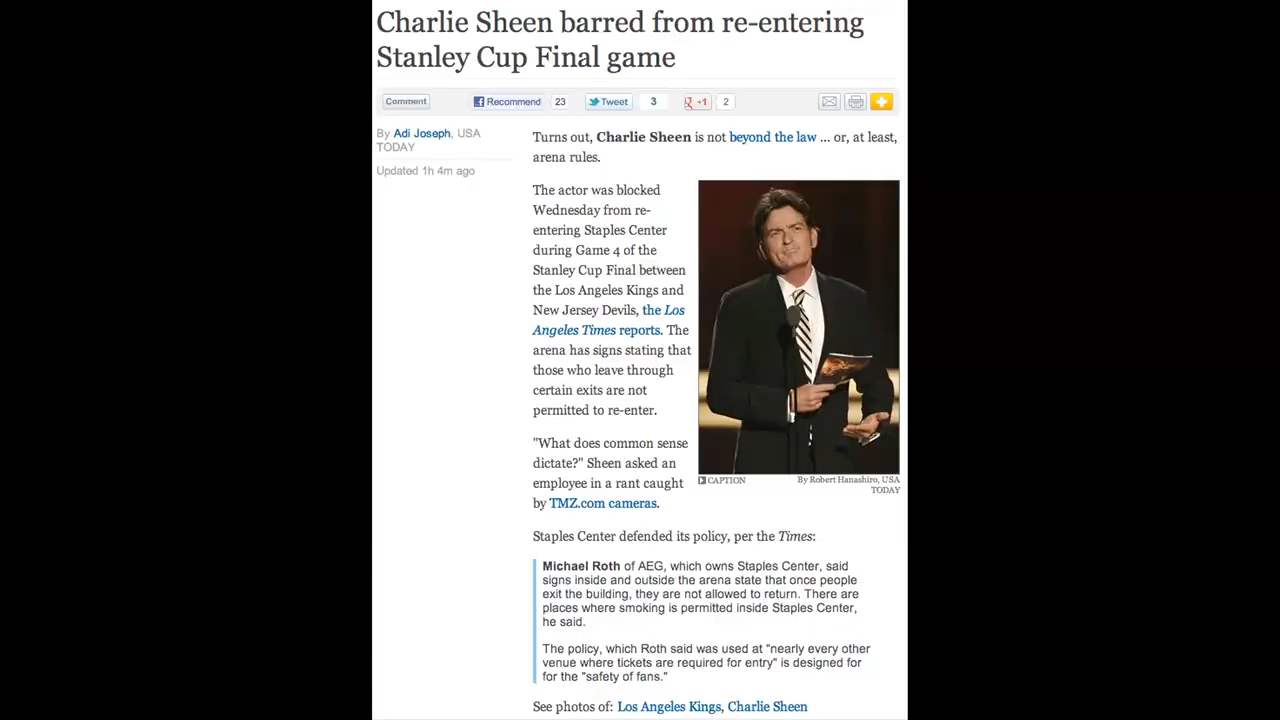 Charlie Sheen barred from re-entering
Stanley Cup Final game
Comment
Recommend
23
Tweet
3
+1
2
By Adi Joseph, USA
TODAY
Updated 1h 4m ago
Turns out, Charlie Sheen is not beyond the law ... or, at least,
arena rules.
The actor was blocked
Wednesday from re-
entering Staples Center
during Game 4 of the
Stanley Cup Final between
the Los Angeles Kings and
New Jersey Devils, the Los
Angeles Times reports. The
arena has signs stating that
those who leave through
certain exits are not
permitted to re-enter.
"What does common sense
dictate?" Sheen asked an
employee in a rant caught
by TMZ.com cameras.
CAPTION
By Robert Hanashiro, USA
TODAY
Staples Center defended its policy, per the Times:
Michael Roth of AEG, which owns Staples Center, said
signs inside and outside the arena state that once people
exit the building, they are not allowed to return. There are
places where smoking is permitted inside Staples Center,
he said.
The policy, which Roth said was used at "nearly every other
venue where tickets are required for entry" is designed for
for the "safety of fans."
See photos of: Los Angeles Kings, Charlie Sheen